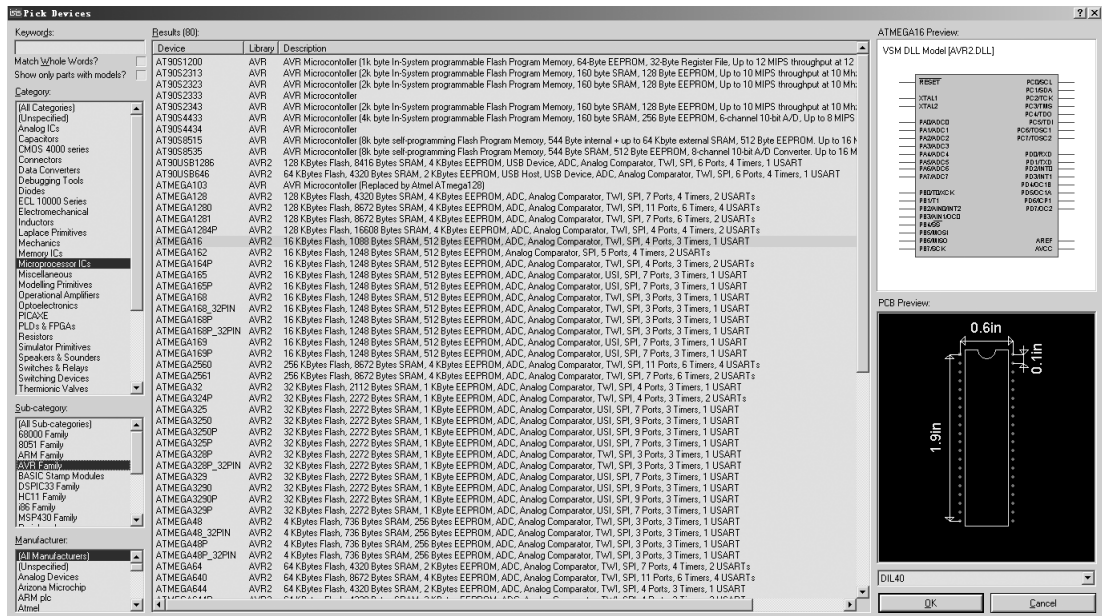 ISIS Pick Devices
Keywords:
Match Whole Words?
Show only parts with models?
Category:
(All Categories)
(Unspecified)
Analog ICs
Capacitors
CMOS 4000 series
Connectors
Data Converters
Debugging Tools
Diodes
ECL 10000 Series
Electromechanical
Inductors
Laplace Primitives
Mechanics
Memory ICs
Microprocessor ICs
Miscellaneous
Modelling Primitives
Operational Amplifiers
Optoelectronics
PICAXE
PLDs & FPGAs
Resistors
Simulator Primitives
Speakers & Sounders
Switches & Relays
Switching Devices
Thermionic Valves
Sub-category:
(All Sub-categories)
68000 Family
8051 Family
ARM Family
AVR Family
BASIC Stamp Modules
DSPIC33 Family
HC11 Family
i86 Family
MSP430 Family
Manufacturer:
(All Manufacturers)
(Unspecified)
Analog Devices
Arizona Microchip
ARM plc
Atmel
Results (80):
Device Library Description
AT90S1200 AVR AVR Microcontoller (1k byte In-System programmable Flash Program Memory, 64-Byte EEPROM, 32-Byte Register File, Up to 12 MIPS throughput at 12
AT90S2313 AVR AVR Microcontoller (2k byte In-System programmable Flash Program Memory, 160 byte SRAM, 128 Byte EEPROM, Up to 10 MIPS throughput at 10 Mh
AT90S2323 AVR AVR Microcontoller (2k byte In-System programmable Flash Program Memory, 160 byte SRAM, 128 Byte EEPROM, Up to 10 MIPS throughput at 10 Mh
AT90S2333 AVR AVR Microcontoller
AT90S2343 AVR AVR Microcontoller (2k byte In-System programmable Flash Program Memory, 160 byte SRAM, 128 Byte EEPROM, Up to 10 MIPS throughput at 10 Mh
AT90S4433 AVR AVR Microcontoller (4k byte In-System programmable Flash Program Memory, 160 byte SRAM, 256 Byte EEPROM, 6-channel 10-bit A/D, Up to 8 MIPS
AT90S4434 AVR AVR Microcontoller
AT90S8515 AVR AVR Microcontoller (8k byte self-programming Flash Program Memory, 544 Byte internal + up to 64 Kbyte external SRAM, 512 Byte EEPROM. Up to 16 M
AT90S8535 AVR AVR Microcontoller (8k byte self-programming Flash Program Memory, 544 Byte SRAM, 512 Byte EEPROM, 8-channel 10-bit A/D Converter. Up to 16 M
AT90USB1286 AVR2 128 KBytes Flash, 8416 Bytes SRAM, 4 KBytes EEPROM, USB Device, ADC, Analog Comparator, TWI, SPI, 6 Ports, 4 Timers, 1 USART
AT90USB646 AVR2 64 KBytes Flash, 4320 Bytes SRAM, 2 KBytes EEPROM, USB Host, USB Device, ADC, Analog Comparator, TWI, SPI, 6 Ports, 4 Timers, 1 USART
ATMEGA103 AVR AVR Microcontoller (Replaced by Atmel ATmega128)
ATMEGA128 AVR2 128 KBytes Flash, 4320 Bytes SRAM, 4 KBytes EEPROM, ADC, Analog Comparator, TWI, SPI, 7 Ports, 4 Timers, 2 USARTs
ATMEGA1280 AVR2 128 KBytes Flash, 8672 Bytes SRAM, 4 KBytes EEPROM, ADC, Analog Comparator, TWI, SPI, 11 Ports, 6 Timers, 4 USARTs
ATMEGA1281 AVR2 128 KBytes Flash, 8672 Bytes SRAM, 4 KBytes EEPROM, ADC, Analog Comparator, TWI, SPI, 7 Ports, 6 Timers, 2 USARTs
ATMEGA1284P AVR2 128 KBytes Flash, 16608 Bytes SRAM, 4 KBytes EEPROM, ADC, Analog Comparator, TWI, SPI, 4 Ports, 4 Timers, 2 USARTs
ATMEGA16 AVR2 16 KBytes Flash, 1088 Bytes SRAM, 512 Bytes EEPROM, ADC, Analog Comparator, TWI, SPI, 4 Ports, 3 Timers, 1 USART
ATMEGA162 AVR2 16 KBytes Flash, 1248 Bytes SRAM, 512 Bytes EEPROM, Analog Comparator, SPI, 5 Ports, 4 Timers, 2 USARTs
ATMEGA164P AVR2 16 KBytes Flash, 1248 Bytes SRAM, 512 Bytes EEPROM, ADC, Analog Comparator, TWI, SPI, 4 Ports, 3 Timers, 2 USARTs
ATMEGA165 AVR2 16 KBytes Flash, 1248 Bytes SRAM, 512 Bytes EEPROM, ADC, Analog Comparator, USI, SPI, 7 Ports, 3 Timers, 1 USART
ATMEGA165P AVR2 16 KBytes Flash, 1248 Bytes SRAM, 512 Bytes EEPROM, ADC, Analog Comparator, USI, SPI, 7 Ports, 3 Timers, 1 USART
ATMEGA168 AVR2 16 KBytes Flash, 1248 Bytes SRAM, 512 Bytes EEPROM, ADC, Analog Comparator, TWI, SPI, 3 Ports, 3 Timers, 1 USART
ATMEGA168_32PIN AVR2 16 KBytes Flash, 1248 Bytes SRAM, 512 Bytes EEPROM, ADC, Analog Comparator, TWI, SPI, 3 Ports, 3 Timers, 1 USART
ATMEGA168P AVR2 16 KBytes Flash, 1248 Bytes SRAM, 512 Bytes EEPROM, ADC, Analog Comparator, TWI, SPI, 3 Ports, 3 Timers, 1 USART
ATMEGA168P_32PIN AVR2 16 KBytes Flash, 1248 Bytes SRAM, 512 Bytes EEPROM, ADC, Analog Comparator, TWI, SPI, 3 Ports, 3 Timers, 1 USART
ATMEGA169 AVR2 16 KBytes Flash, 1248 Bytes SRAM, 512 Bytes EEPROM, ADC, Analog Comparator, USI, SPI, 7 Ports, 3 Timers, 1 USART
ATMEGA169P AVR2 16 KBytes Flash, 1248 Bytes SRAM, 512 Bytes EEPROM, ADC, Analog Comparator, USI, SPI, 7 Ports, 3 Timers, 1 USART
ATMEGA2560 AVR2 256 KBytes Flash, 8672 Bytes SRAM, 4 KBytes EEPROM, ADC, Analog Comparator, TWI, SPI, 11 Ports, 6 Timers, 4 USARTs
ATMEGA2561 AVR2 256 KBytes Flash, 8672 Bytes SRAM, 4 KBytes EEPROM, ADC, Analog Comparator, TWI, SPI, 7 Ports, 6 Timers, 2 USARTs
ATMEGA32 AVR2 32 KBytes Flash, 2112 Bytes SRAM, 1 KByte EEPROM, ADC, Analog Comparator, TWI, SPI, 4 Ports, 3 Timers, 1 USART
ATMEGA324P AVR2 32 KBytes Flash, 2272 Bytes SRAM, 1 KByte EEPROM, ADC, Analog Comparator, TWI, SPI, 4 Ports, 3 Timers, 2 USARTs
ATMEGA325 AVR2 32 KBytes Flash, 2272 Bytes SRAM, 1 KByte EEPROM, ADC, Analog Comparator, USI, SPI, 7 Ports, 3 Timers, 1 USART
ATMEGA3250 AVR2 32 KBytes Flash, 2272 Bytes SRAM, 1 KByte EEPROM, ADC, Analog Comparator, USI, SPI, 9 Ports, 3 Timers, 1 USART
ATMEGA3250P AVR2 32 KBytes Flash, 2272 Bytes SRAM, 1 KByte EEPROM, ADC, Analog Comparator, USI, SPI, 9 Ports, 3 Timers, 1 USART
ATMEGA325P AVR2 32 KBytes Flash, 2272 Bytes SRAM, 1 KByte EEPROM, ADC, Analog Comparator, USI, SPI, 7 Ports, 3 Timers, 1 USART
ATMEGA328P AVR2 32 KBytes Flash, 2272 Bytes SRAM, 1 KByte EEPROM, ADC, Analog Comparator, TWI, SPI, 3 Ports, 3 Timers, 1 USART
ATMEGA328P_32PIN AVR2 32 KBytes Flash, 2272 Bytes SRAM, 1 KByte EEPROM, ADC, Analog Comparator, TWI, SPI, 3 Ports, 3 Timers, 1 USART
ATMEGA329 AVR2 32 KBytes Flash, 2272 Bytes SRAM, 1 KByte EEPROM, ADC, Analog Comparator, USI, SPI, 7 Ports, 3 Timers, 1 USART
ATMEGA3290 AVR2 32 KBytes Flash, 2272 Bytes SRAM, 1 KByte EEPROM, ADC, Analog Comparator, USI, SPI, 9 Ports, 3 Timers, 1 USART
ATMEGA3290P AVR2 32 KBytes Flash, 2272 Bytes SRAM, 1 KByte EEPROM, ADC, Analog Comparator, USI, SPI, 9 Ports, 3 Timers, 1 USART
ATMEGA329P AVR2 32 KBytes Flash, 2272 Bytes SRAM, 1 KByte EEPROM, ADC, Analog Comparator, USI, SPI, 7 Ports, 3 Timers, 1 USART
ATMEGA48 AVR2 4 KBytes Flash, 736 Bytes SRAM, 256 Bytes EEPROM, ADC, Analog Comparator, TWI, SPI, 3 Ports, 3 Timers, 1 USART
ATMEGA48_32PIN AVR2 4 KBytes Flash, 736 Bytes SRAM, 256 Bytes EEPROM, ADC, Analog Comparator, TWI, SPI, 3 Ports, 3 Timers, 1 USART
ATMEGA48P AVR2 4 KBytes Flash, 736 Bytes SRAM, 256 Bytes EEPROM, ADC, Analog Comparator, TWI, SPI, 3 Ports, 3 Timers, 1 USART
ATMEGA48P_32PIN AVR2 4 KBytes Flash, 736 Bytes SRAM, 256 Bytes EEPROM, ADC, Analog Comparator, TWI, SPI, 3 Ports, 3 Timers, 1 USART
ATMEGA64 AVR2 64 KBytes Flash, 4320 Bytes SRAM, 2 KBytes EEPROM, ADC, Analog Comparator, TWI, SPI, 7 Ports, 4 Timers, 2 USARTs
ATMEGA640 AVR2 64 KBytes Flash, 8672 Bytes SRAM, 4 KBytes EEPROM, ADC, Analog Comparator, TWI, SPI, 11 Ports, 6 Timers, 4 USARTs
ATMEGA644 AVR2 64 KBytes Flash, 4320 Bytes SRAM, 2 KBytes EEPROM, ADC, Analog Comparator, TWI, SPI, 4 Ports, 3 Timers, 1 USART
ATMEGA16 Preview:
VSM DLL Model [AVR2.DLL]
RESET PC0/SCL
PC1/SDA
XTAL1 PC2/TCK
XTAL2 PC3/TMS
PC4/TDO
PA0/ADC0 PC5/TDI
PA1/ADC1 PC6/TOSC1
PA2/ADC2 PC7/TOSC2
PA3/ADC3
PA4/ADC4 PD0/RXD
PA5/ADC5 PD1/TXD
PA6/ADC6 PD2/INT0
PA7/ADC7 PD3/INT1
PD4/OC1B
PB0/T0/XCK PD5/OC1A
PB1/T1 PD6/ICP1
PB2/AIN0/INT2 PD7/OC2
PB3/AIN1/OC0
PB4/SS
PB5/MOSI
PB6/MISO AREF
PB7/SCK AVCC
PCB Preview:
0.6in
0.1in
1.9in
DIL40
OK Cancel